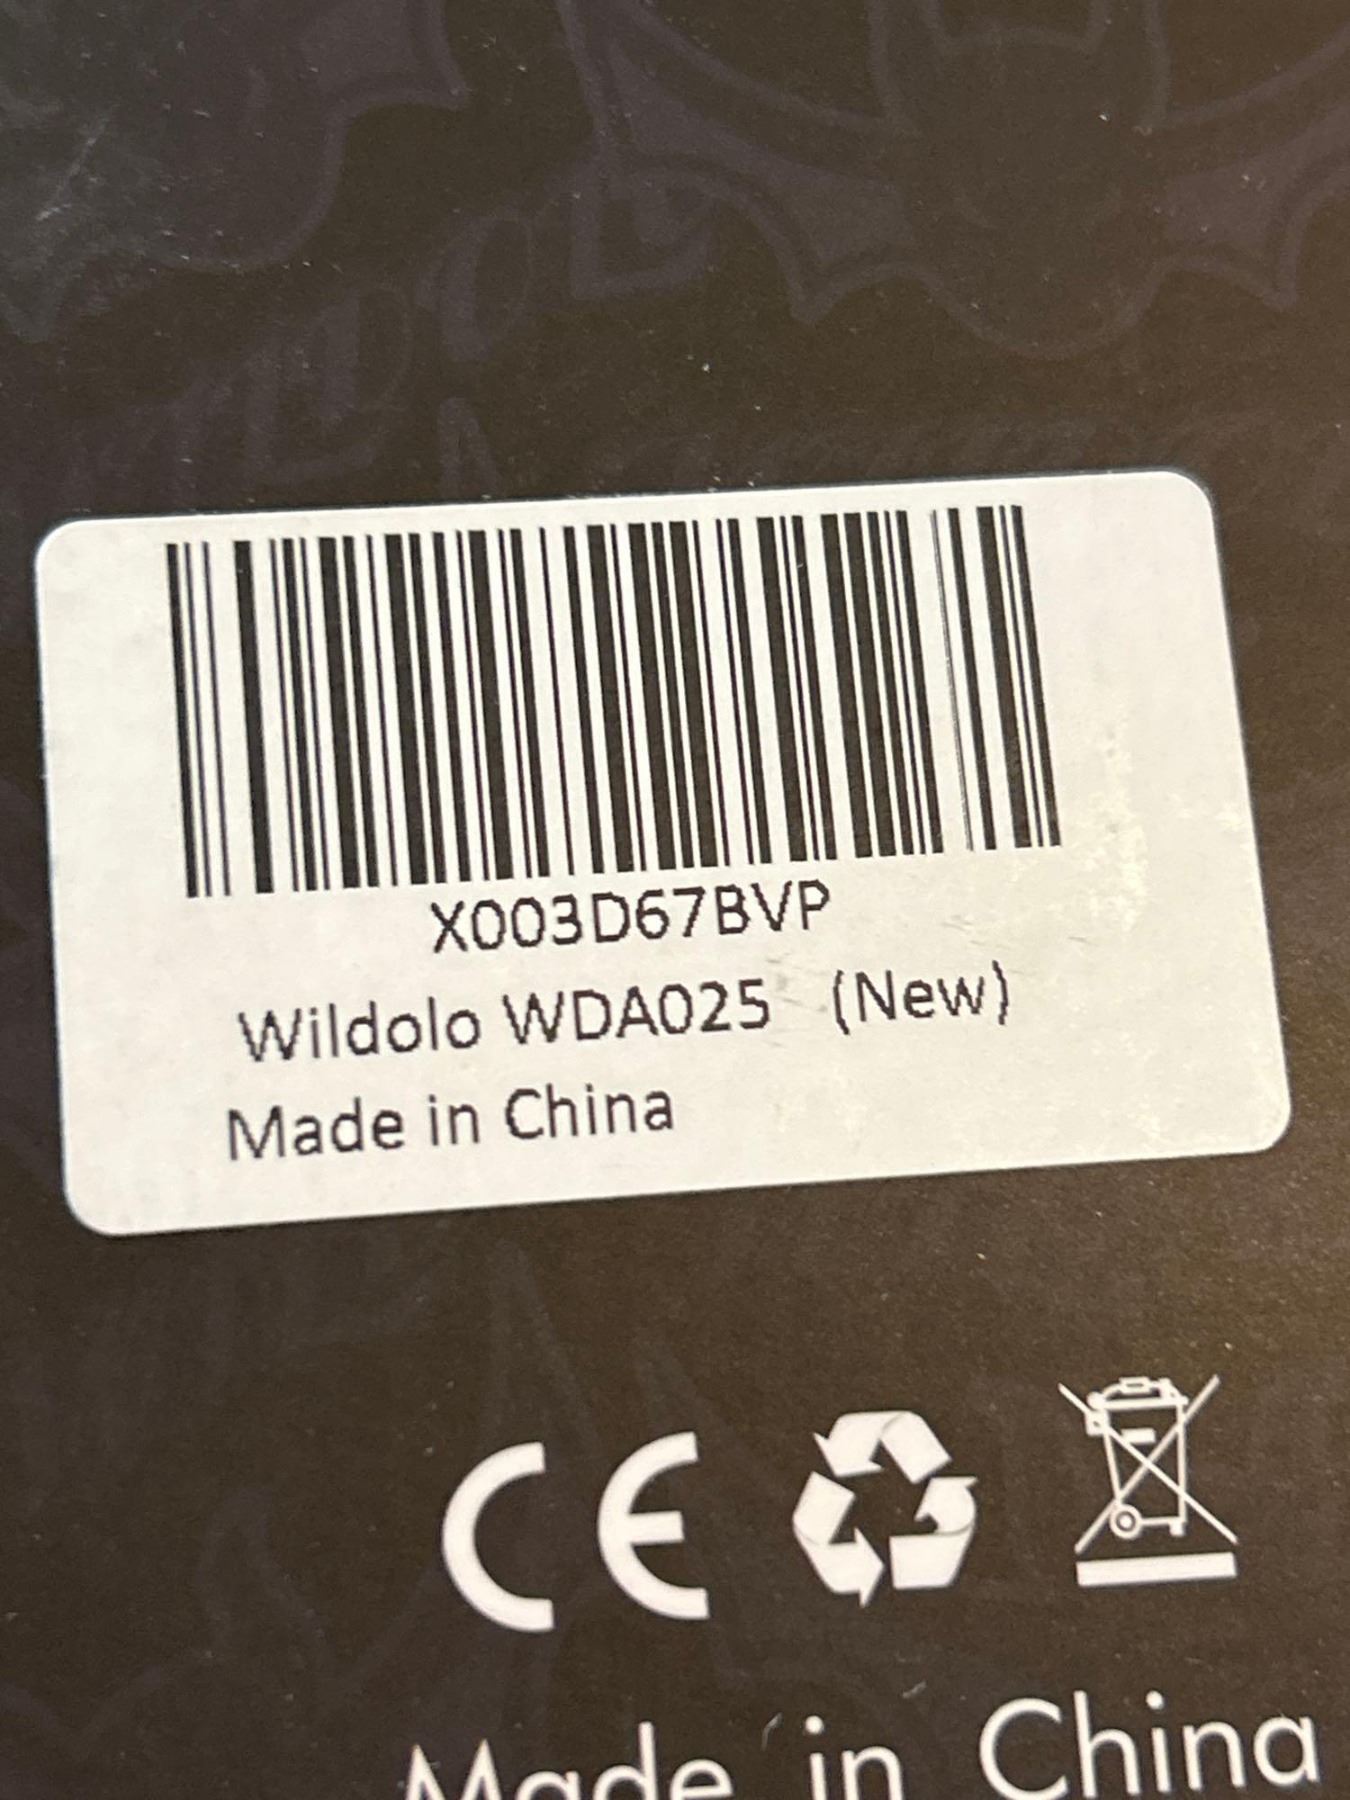 X003D67BVP
Wildolo WDA025 (New)
Made in China
CE
Made in China